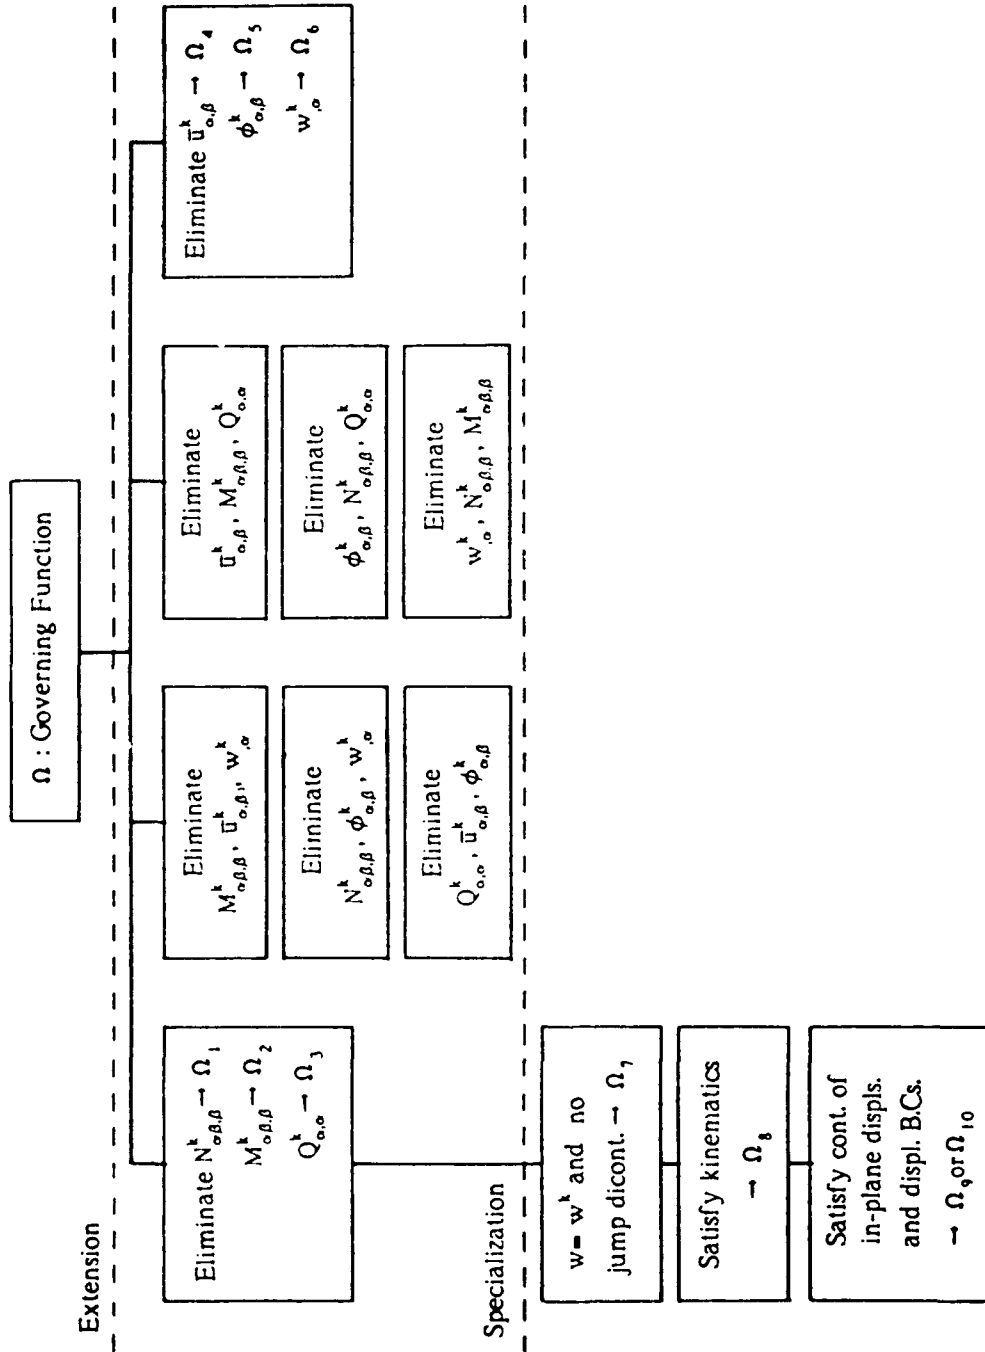 Ω : Governing Function
Extension
Eliminate N^k_{αβ,β} → Ω_1
M^k_{αβ,β} → Ω_2
Q^k_{α,α} → Ω_3
Eliminate
M^k_{αβ,β}, ū^k_{α,β}, w^k_{,α}
Eliminate
N^k_{αβ,β}, ϕ^k_{α,β}, w^k_{,α}
Eliminate
Q^k_{α,α}, ū^k_{α,β}, ϕ^k_{α,β}
Eliminate
ū^k_{α,β}, M^k_{αβ,β}, Q^k_{α,α}
Eliminate
ϕ^k_{α,β}, N^k_{αβ,β}, Q^k_{α,α}
Eliminate
w^k_{,α}, N^k_{αβ,β}, M^k_{αβ,β}
Eliminate ū^k_{α,β} → Ω_4
ϕ^k_{α,β} → Ω_5
w^k_{,α} → Ω_6
Specialization
w = w^k and no
jump dicont. → Ω_7
Satisfy kinematics
→ Ω_8
Satisfy cont. of
in-plane displs.
and displ. B.Cs.
→ Ω_9 or Ω_10